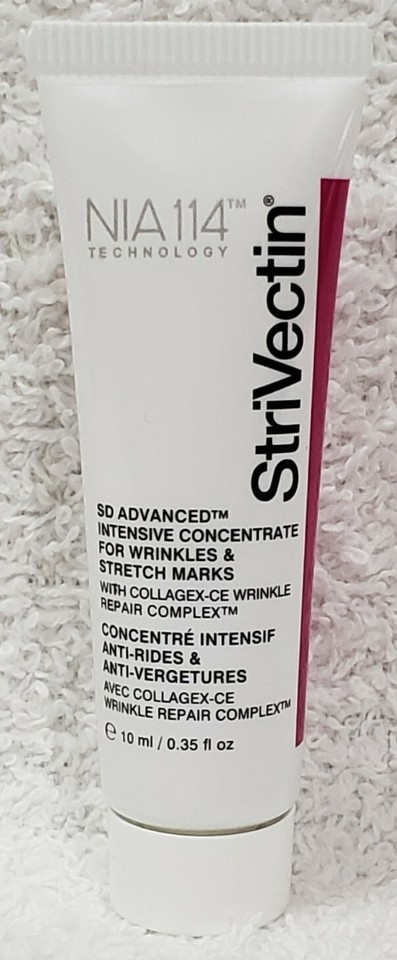 NIA114™
TECHNOLOGY
StriVectin®
SD ADVANCED™
INTENSIVE CONCENTRATE
FOR WRINKLES &
STRETCH MARKS
WITH COLLAGEX-CE WRINKLE
REPAIR COMPLEX™
CONCENTRÉ INTENSIF
ANTI-RIDES &
ANTI-VERGETURES
AVEC COLLAGEX-CE
WRINKLE REPAIR COMPLEX™
℮ 10 ml / 0.35 fl oz